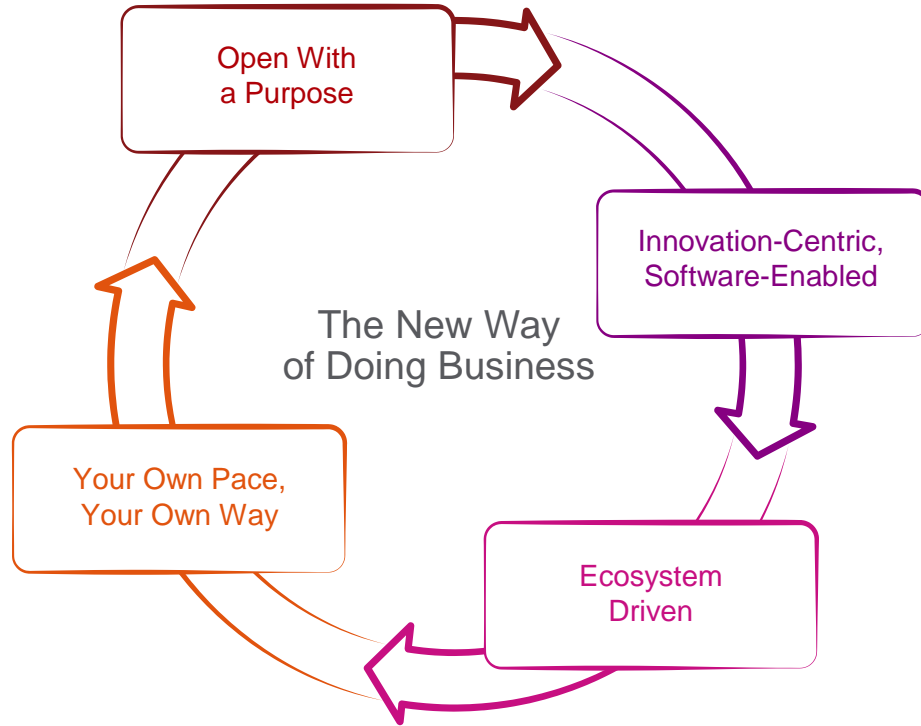 Open With
a Purpose
Innovation-Centric,
Software-Enabled
The New Way
of Doing Business
Your Own Pace,
Your Own Way
Ecosystem
Driven